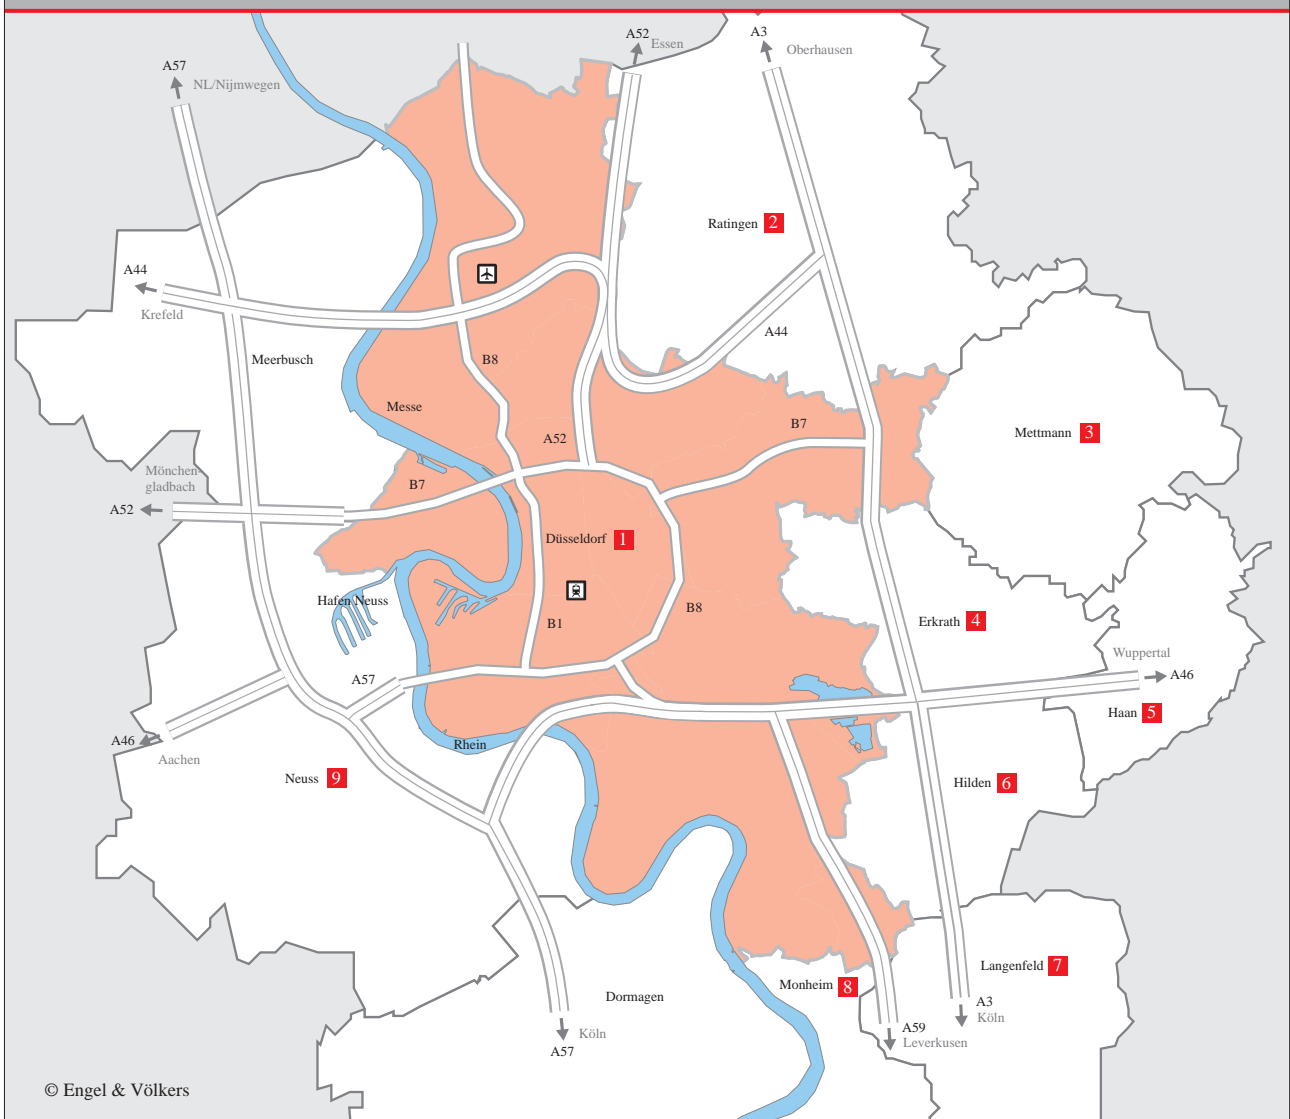 A52
Essen
A3
Oberhausen
A57
NL/Nijmwegen
Ratingen 2
A44
Krefeld
A44
Meerbusch
B8
Messe
B7
A52
Mettmann 3
Mönchen-
gladbach
B7
A52
Düsseldorf 1
Hafen Neuss
B1
B8
Erkrath 4
Wuppertal
A46
A57
Haan 5
A46
Aachen
Rhein
Neuss 9
Hilden 6
Langenfeld 7
Monheim 8
Dormagen
A3
Köln
A59
Leverkusen
Köln
A57
© Engel & Völkers